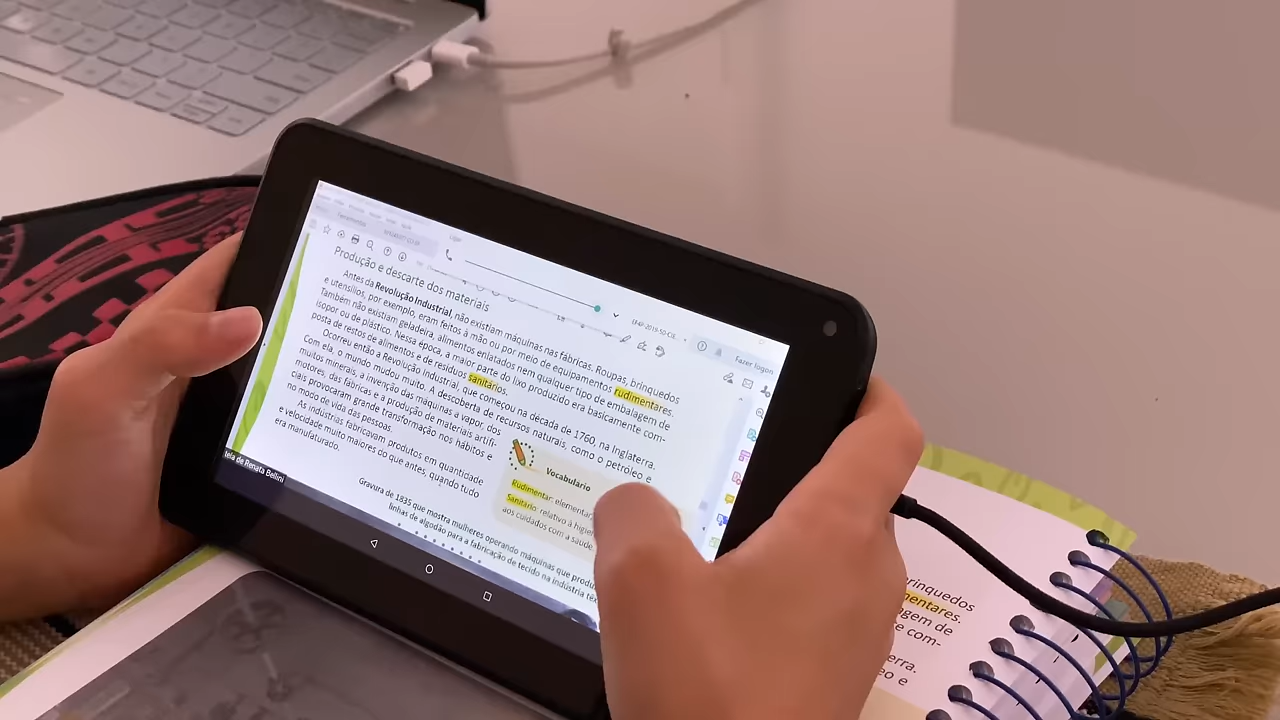 (EF4P-2019-50-CIL...
Fazer logon
Produção e descarte dos materiais
Antes da Revolução Industrial, não existiam máquinas nas fábricas. Roupas, brinquedos
e utensílios, por exemplo, eram feitos à mão ou por meio de equipamentos rudimentares.
Também não existiam geladeira, alimentos enlatados nem qualquer tipo de embalagem de
isopor ou de plástico. Nessa época, a maior parte do lixo produzido era basicamente com-
posta de restos de alimentos e de resíduos sanitários.
Ocorreu então a Revolução Industrial, que começou na década de 1760, na Inglaterra.
Com ela, o mundo mudou muito. A descoberta de recursos naturais, como o petróleo e
muitos minerais, a invenção das máquinas a vapor, dos
motores, das fábricas e a produção de materiais artifi-
ciais provocaram grande transformação nos hábitos e
no modo de vida das pessoas.
As indústrias fabricavam produtos em quantidade
e velocidade muito maiores do que antes, quando tudo
era manufaturado.
Vocabulário
Rudimentar: elementar
Sanitário: relativo à higien
aos cuidados com a saúde
Gravura de 1835 que mostra mulheres operando máquinas que produ
linhas de algodão para a fabricação de tecido na indústria têx
tela de Renata Bellini
brinquedos
mentares.
agem de
e com-
erra.
eo e